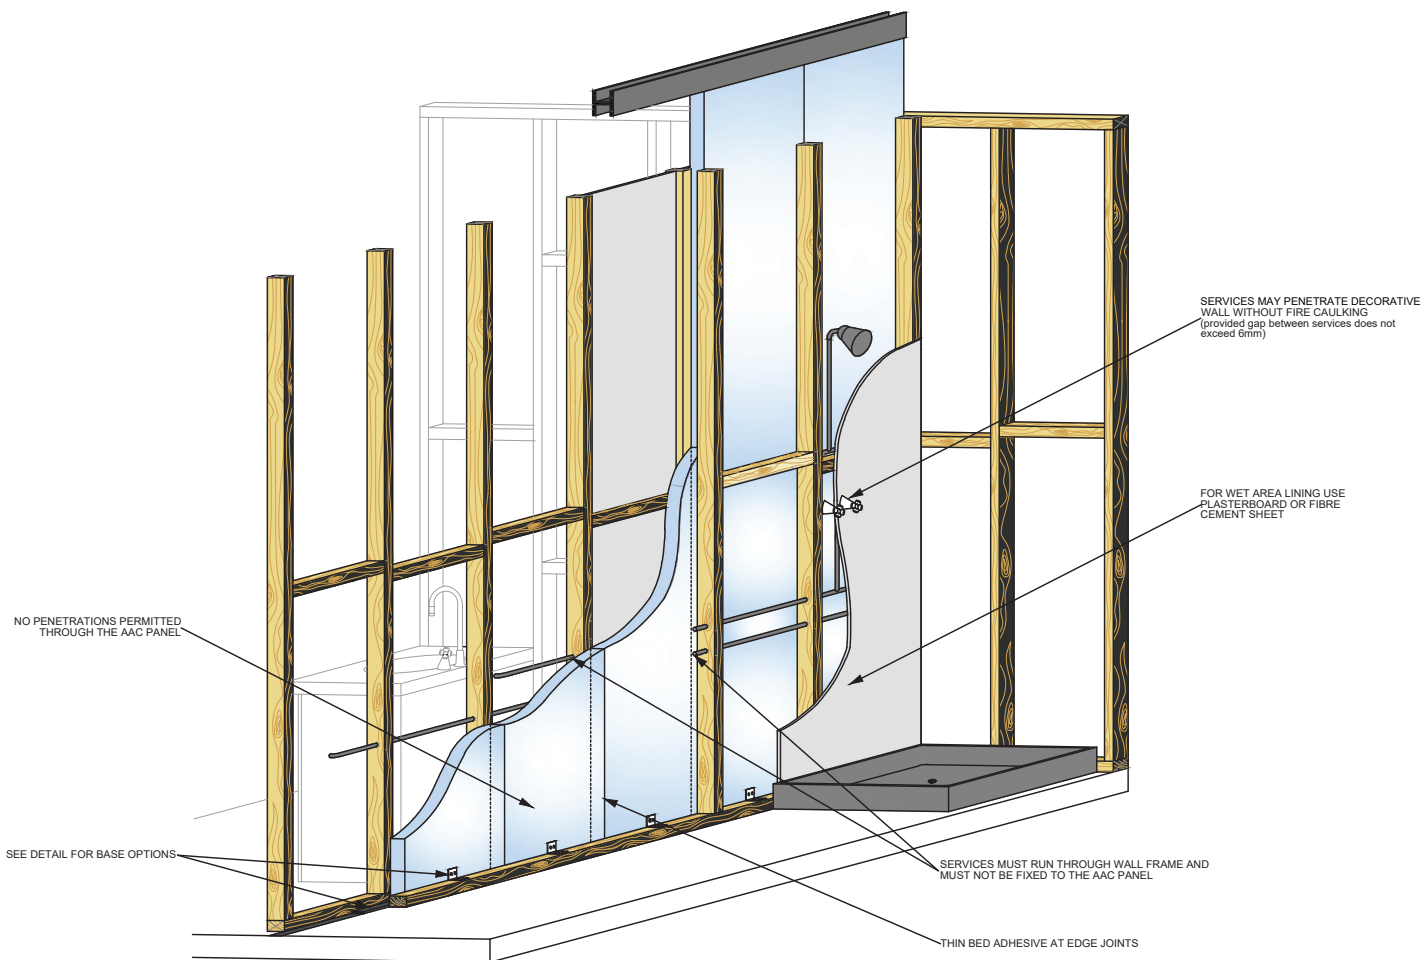 SERVICES MAY PENETRATE DECORATIVE
WALL WITHOUT FIRE CAULKING
(provided gap between services does not
exceed 6mm)
FOR WET AREA LINING USE
PLASTERBOARD OR FIBRE
CEMENT SHEET
NO PENETRATIONS PERMITTED
THROUGH THE AAC PANEL
SEE DETAIL FOR BASE OPTIONS
SERVICES MUST RUN THROUGH WALL FRAME AND
MUST NOT BE FIXED TO THE AAC PANEL
THIN BED ADHESIVE AT EDGE JOINTS